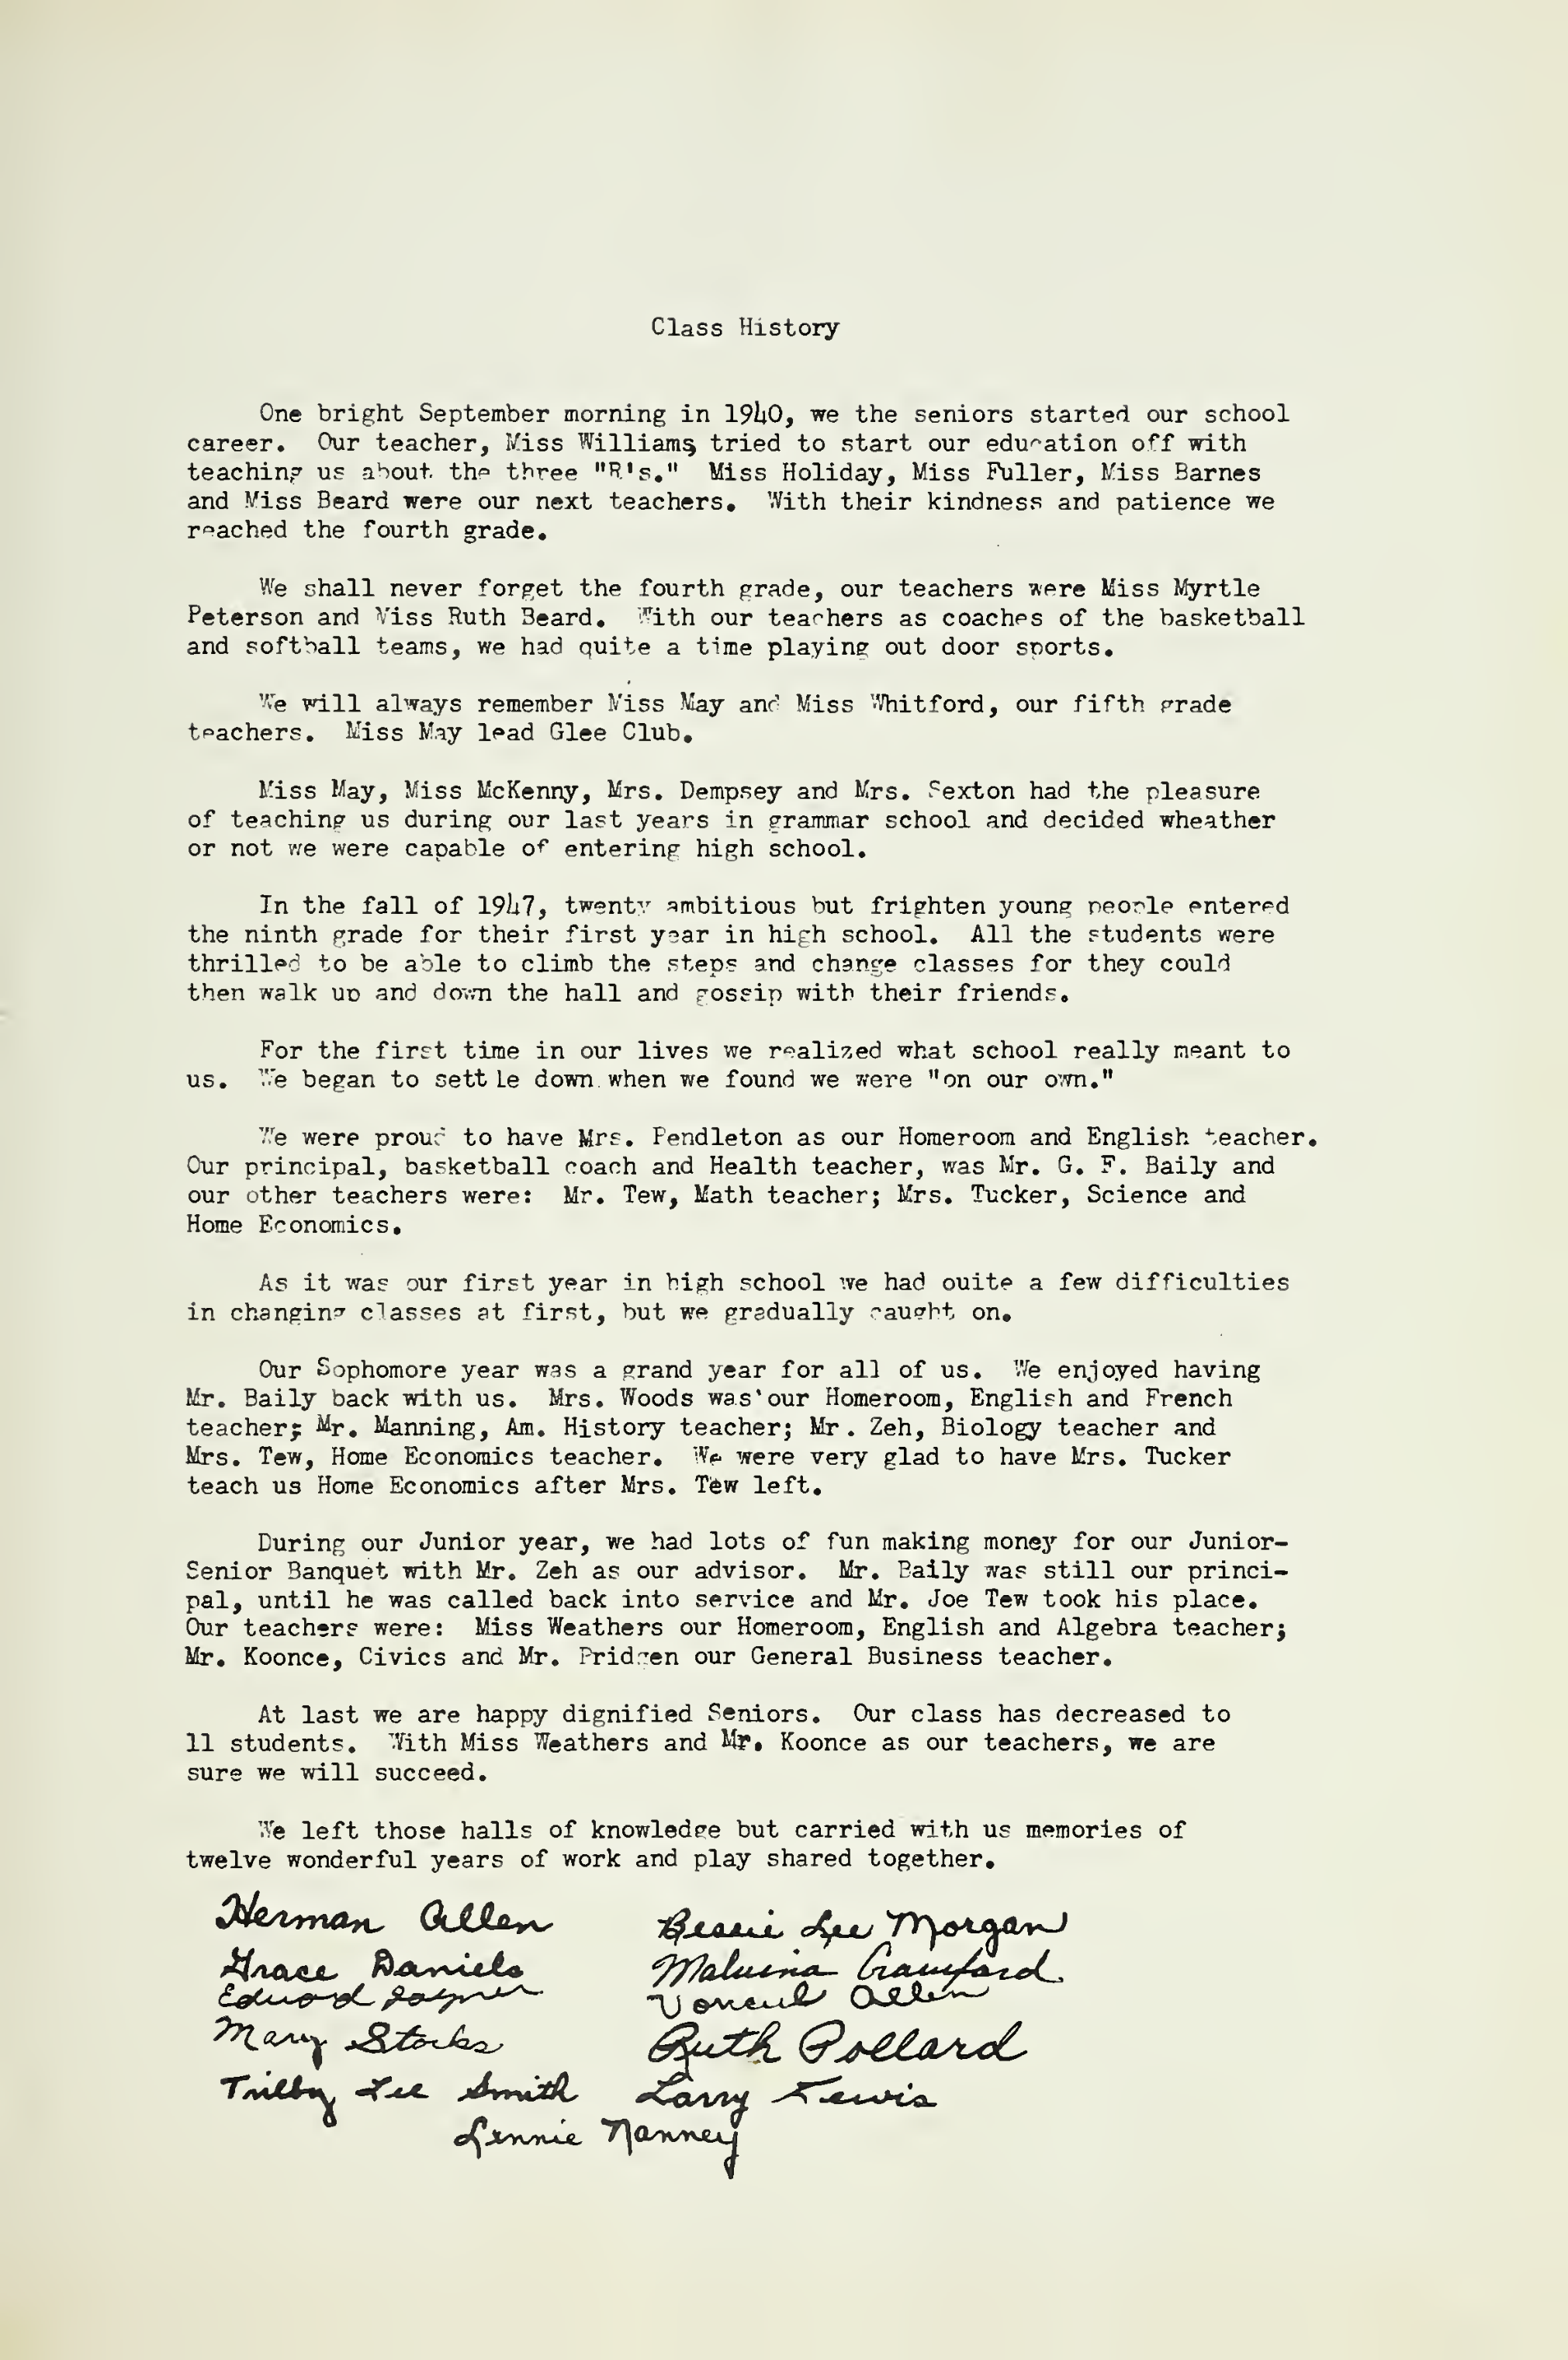 Class History
One bright September morning in 1940, we the seniors started our school
career. Our teacher, Miss Williams, tried to start our education off with
teaching us about the three "R's." Miss Holiday, Miss Fuller, Miss Barnes
and Miss Beard were our next teachers. With their kindness and patience we
reached the fourth grade.
We shall never forget the fourth grade, our teachers were Miss Myrtle
Peterson and Miss Ruth Beard. With our teachers as coaches of the basketball
and softball teams, we had quite a time playing out door sports.
We will always remember Miss May and Miss Whitford, our fifth grade
teachers. Miss May lead Glee Club.
Miss May, Miss McKenny, Mrs. Dempsey and Mrs. Sexton had the pleasure
of teaching us during our last years in grammar school and decided wheather
or not we were capable of entering high school.
In the fall of 1947, twenty ambitious but frighten young people entered
the ninth grade for their first year in high school. All the students were
thrilled to be able to climb the steps and change classes for they could
then walk up and down the hall and gossip with their friends.
For the first time in our lives we realized what school really meant to
us. We began to settle down when we found we were "on our own."
We were proud to have Mrs. Pendleton as our Homeroom and English teacher.
Our principal, basketball coach and Health teacher, was Mr. G. F. Baily and
our other teachers were: Mr. Tew, Math teacher; Mrs. Tucker, Science and
Home Economics.
As it was our first year in high school we had quite a few difficulties
in changing classes at first, but we gradually caught on.
Our Sophomore year was a grand year for all of us. We enjoyed having
Mr. Baily back with us. Mrs. Woods was our Homeroom, English and French
teacher; Mr. Manning, Am. History teacher; Mr. Zeh, Biology teacher and
Mrs. Tew, Home Economics teacher. We were very glad to have Mrs. Tucker
teach us Home Economics after Mrs. Tew left.
During our Junior year, we had lots of fun making money for our Junior-
Senior Banquet with Mr. Zeh as our advisor. Mr. Baily was still our princi-
pal, until he was called back into service and Mr. Joe Tew took his place.
Our teachers were: Miss Weathers our Homeroom, English and Algebra teacher;
Mr. Koonce, Civics and Mr. Pridgen our General Business teacher.
At last we are happy dignified Seniors. Our class has decreased to
11 students. With Miss Weathers and Mr. Koonce as our teachers, we are
sure we will succeed.
We left those halls of knowledge but carried with us memories of
twelve wonderful years of work and play shared together.
Herman Allen Bessie Lee Morgan
Grace Daniels Maluina Crawford
Edward Joyner Allen
Mary Stocks Ruth Pollard
Trilby Lee Smith Larry Lewis
Linnie Nanney